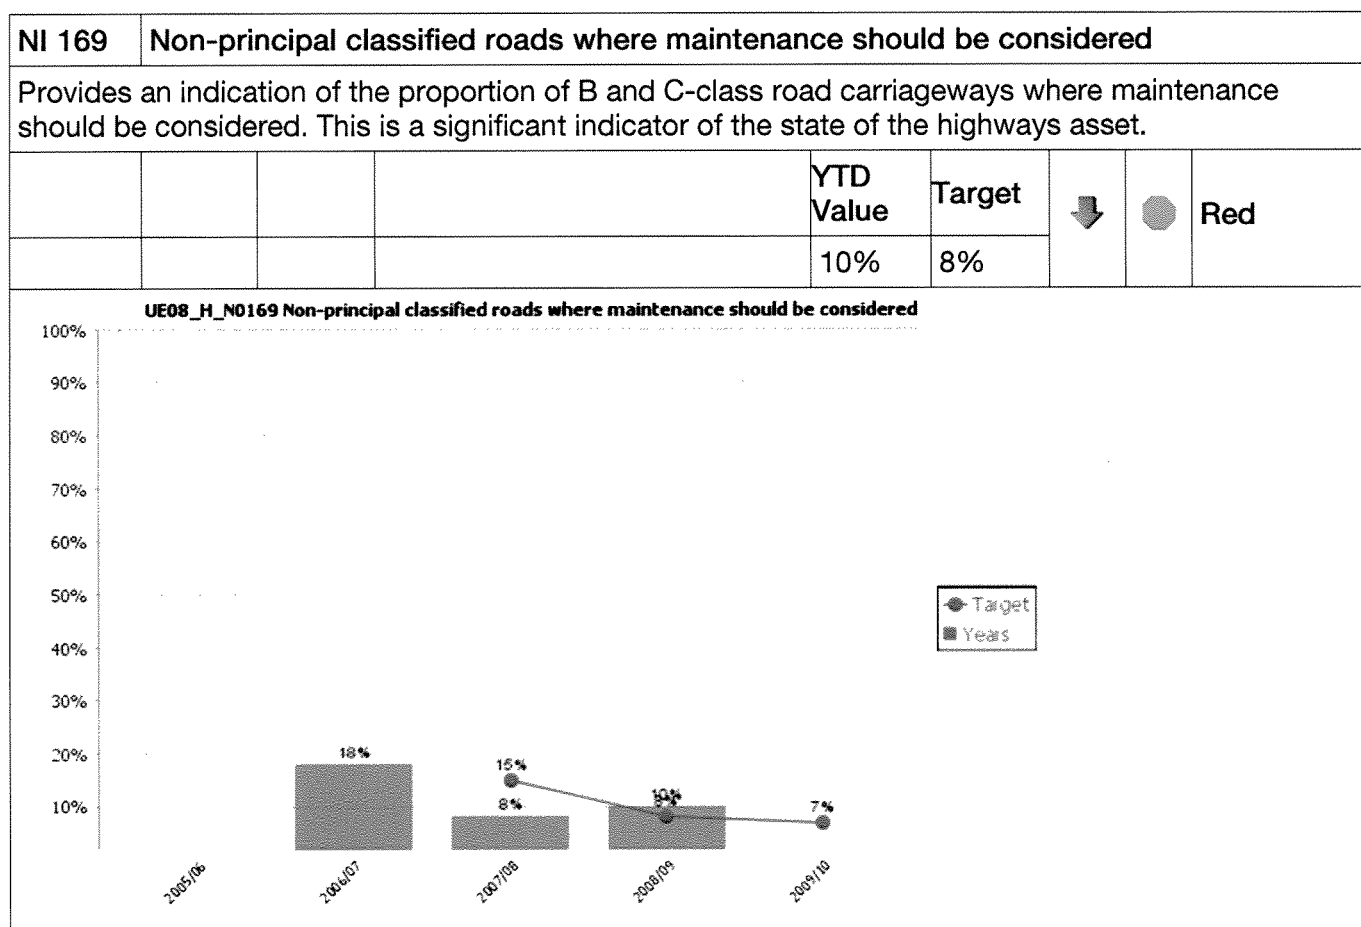 NI 169 Non-principal classified roads where maintenance should be considered
Provides an indication of the proportion of B and C-class road carriageways where maintenance
should be considered. This is a significant indicator of the state of the highways asset.
YTD
Value
Target
Red
10% 8%
UE08_H_N0169 Non-principal classified roads where maintenance should be considered
100%
90%
80%
70%
60%
50%
40%
30%
20%
10%
18%
15%
8%
10%
8%
7%
2005/06
2006/07
2007/08
2008/09
2009/10
Target
Years